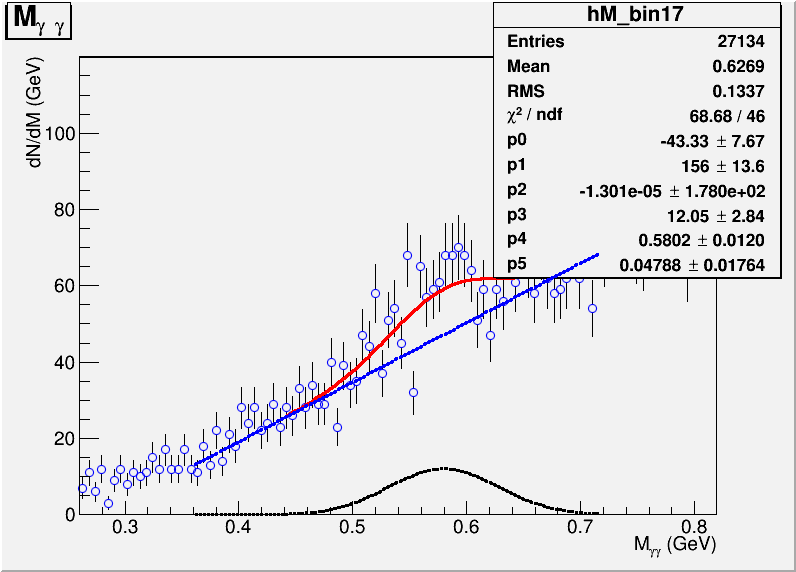 M_γ γ
hM_bin17
Entries 27134
Mean 0.6269
RMS 0.1337
χ² / ndf 68.68 / 46
p0 -43.33 ± 7.67
p1 156 ± 13.6
p2 -1.301e-05 ± 1.780e+02
p3 12.05 ± 2.84
p4 0.5802 ± 0.0120
p5 0.04788 ± 0.01764
dN/dM (GeV)
100
80
60
40
20
0
0.3 0.4 0.5 0.6 0.7 0.8
M_γγ (GeV)